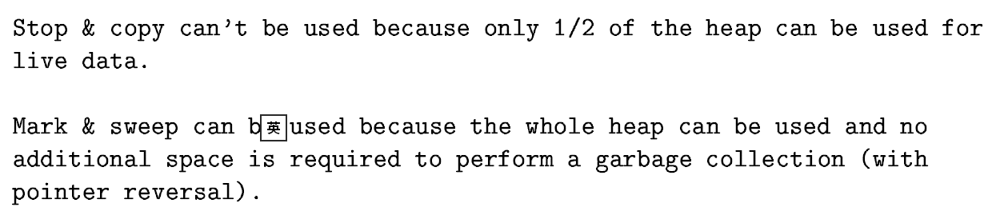 Stop & copy can't be used because only 1/2 of the heap can be used for
live data.
Mark & sweep can b英used because the whole heap can be used and no
additional space is required to perform a garbage collection (with
pointer reversal).